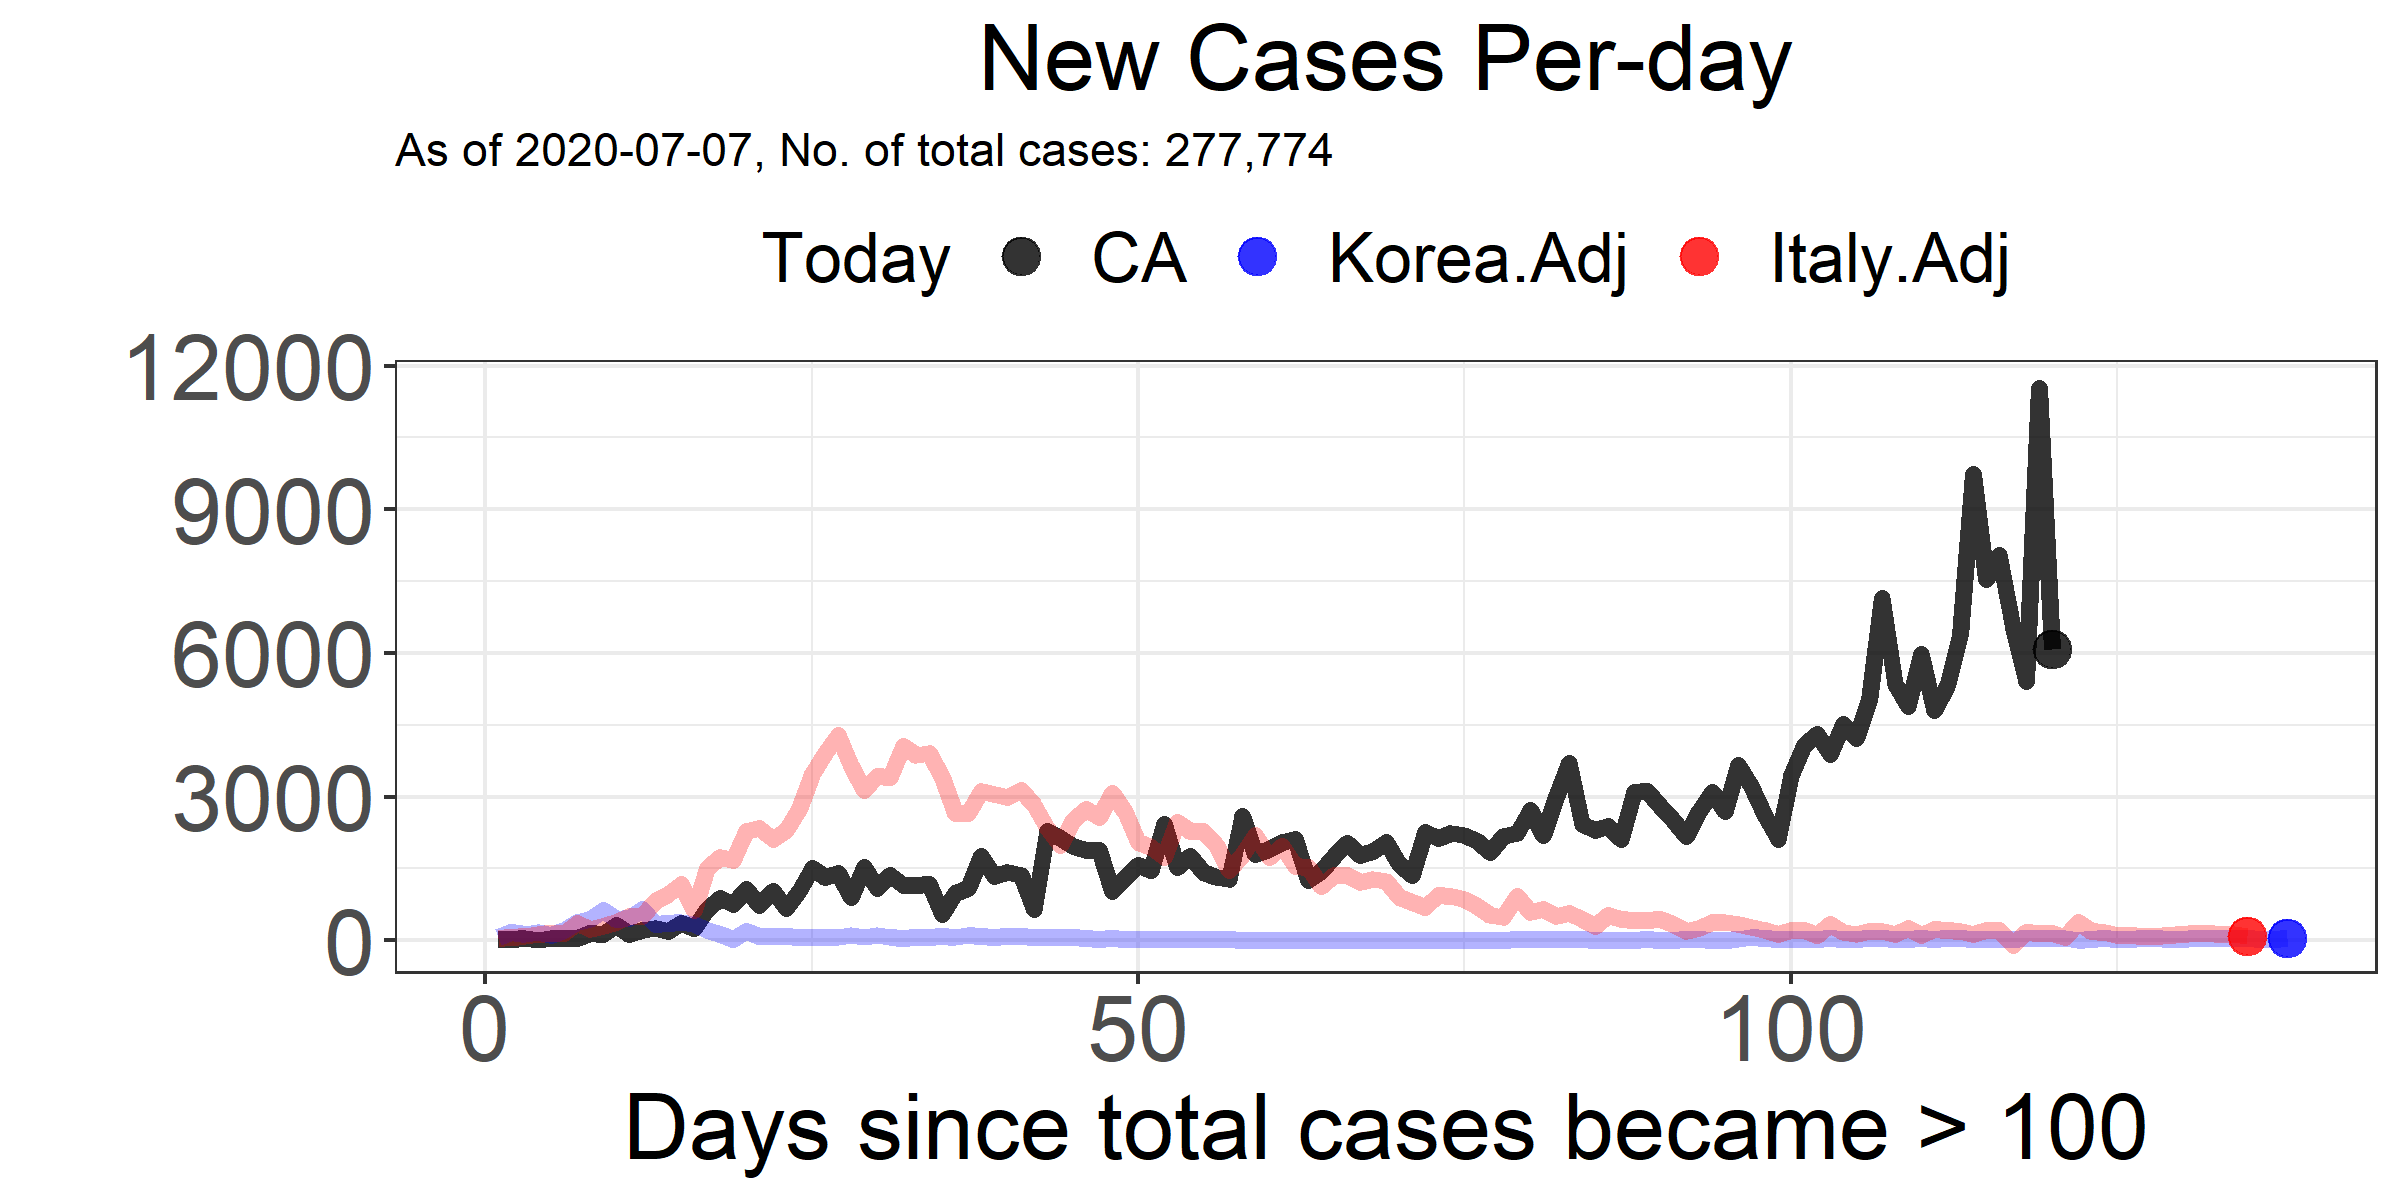 New Cases Per-day
As of 2020-07-07, No. of total cases: 277,774
Today CA Korea.Adj Italy.Adj
12000
9000
6000
3000
0
0 50 100
Days since total cases became > 100